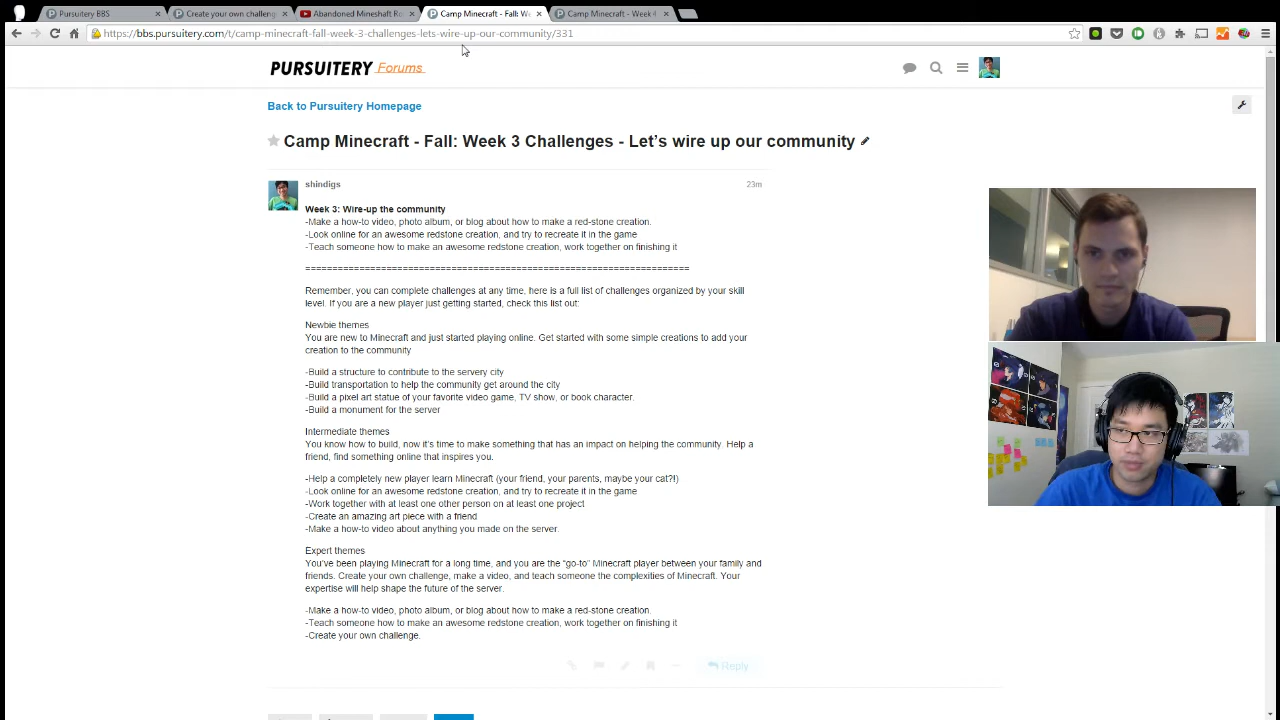 Pursuitery BBS
Create your own challeng
Abandoned Mineshaft Ro
Camp Minecraft - Fall: We
Camp Minecraft - Week 4
https://bbs.pursuitery.com/t/camp-minecraft-fall-week-3-challenges-lets-wire-up-our-community/331
PURSUITERY Forums
Back to Pursuitery Homepage
Camp Minecraft - Fall: Week 3 Challenges - Let's wire up our community
shindigs 23m
Week 3: Wire-up the community
-Make a how-to video, photo album, or blog about how to make a red-stone creation.
-Look online for an awesome redstone creation, and try to recreate it in the game
-Teach someone how to make an awesome redstone creation, work together on finishing it
=======================================================================
Remember, you can complete challenges at any time, here is a full list of challenges organized by your skill
level. If you are a new player just getting started, check this list out:
Newbie themes
You are new to Minecraft and just started playing online. Get started with some simple creations to add your
creation to the community
-Build a structure to contribute to the servery city
-Build transportation to help the community get around the city
-Build a pixel art statue of your favorite video game, TV show, or book character.
-Build a monument for the server
Intermediate themes
You know how to build, now it's time to make something that has an impact on helping the community. Help a
friend, find something online that inspires you.
-Help a completely new player learn Minecraft (your friend, your parents, maybe your cat?!)
-Look online for an awesome redstone creation, and try to recreate it in the game
-Work together with at least one other person on at least one project
-Create an amazing art piece with a friend
-Make a how-to video about anything you made on the server.
Expert themes
You've been playing Minecraft for a long time, and you are the "go-to" Minecraft player between your family and
friends. Create your own challenge, make a video, and teach someone the complexities of Minecraft. Your
expertise will help shape the future of the server.
-Make a how-to video, photo album, or blog about how to make a red-stone creation.
-Teach someone how to make an awesome redstone creation, work together on finishing it
-Create your own challenge.
Reply